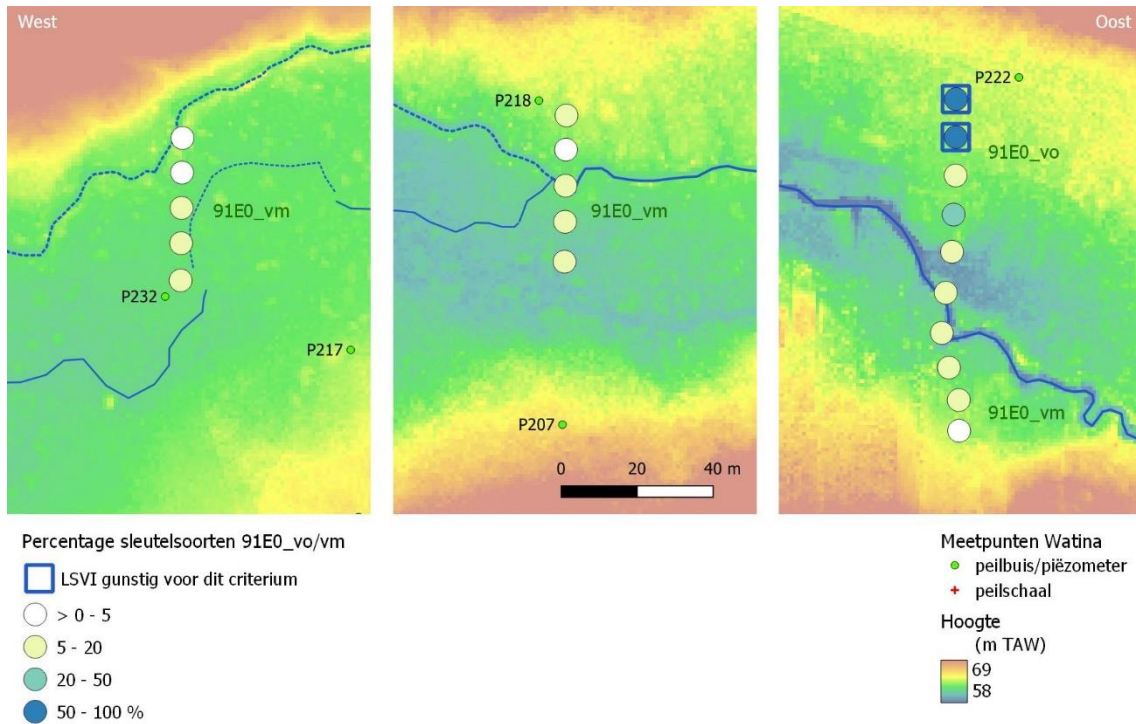 West
Oost
P232
P217
91E0_vm
P218
91E0_vm
P207
0 20 40 m
P222
91E0_vo
91E0_vm
Percentage sleutelsoorten 91E0_vo/vm
LSVI gunstig voor dit criterium
> 0 - 5
5 - 20
20 - 50
50 - 100 %
Meetpunten Watina
peilbuis/piëzometer
peilschaal
Hoogte
(m TAW)
69
58